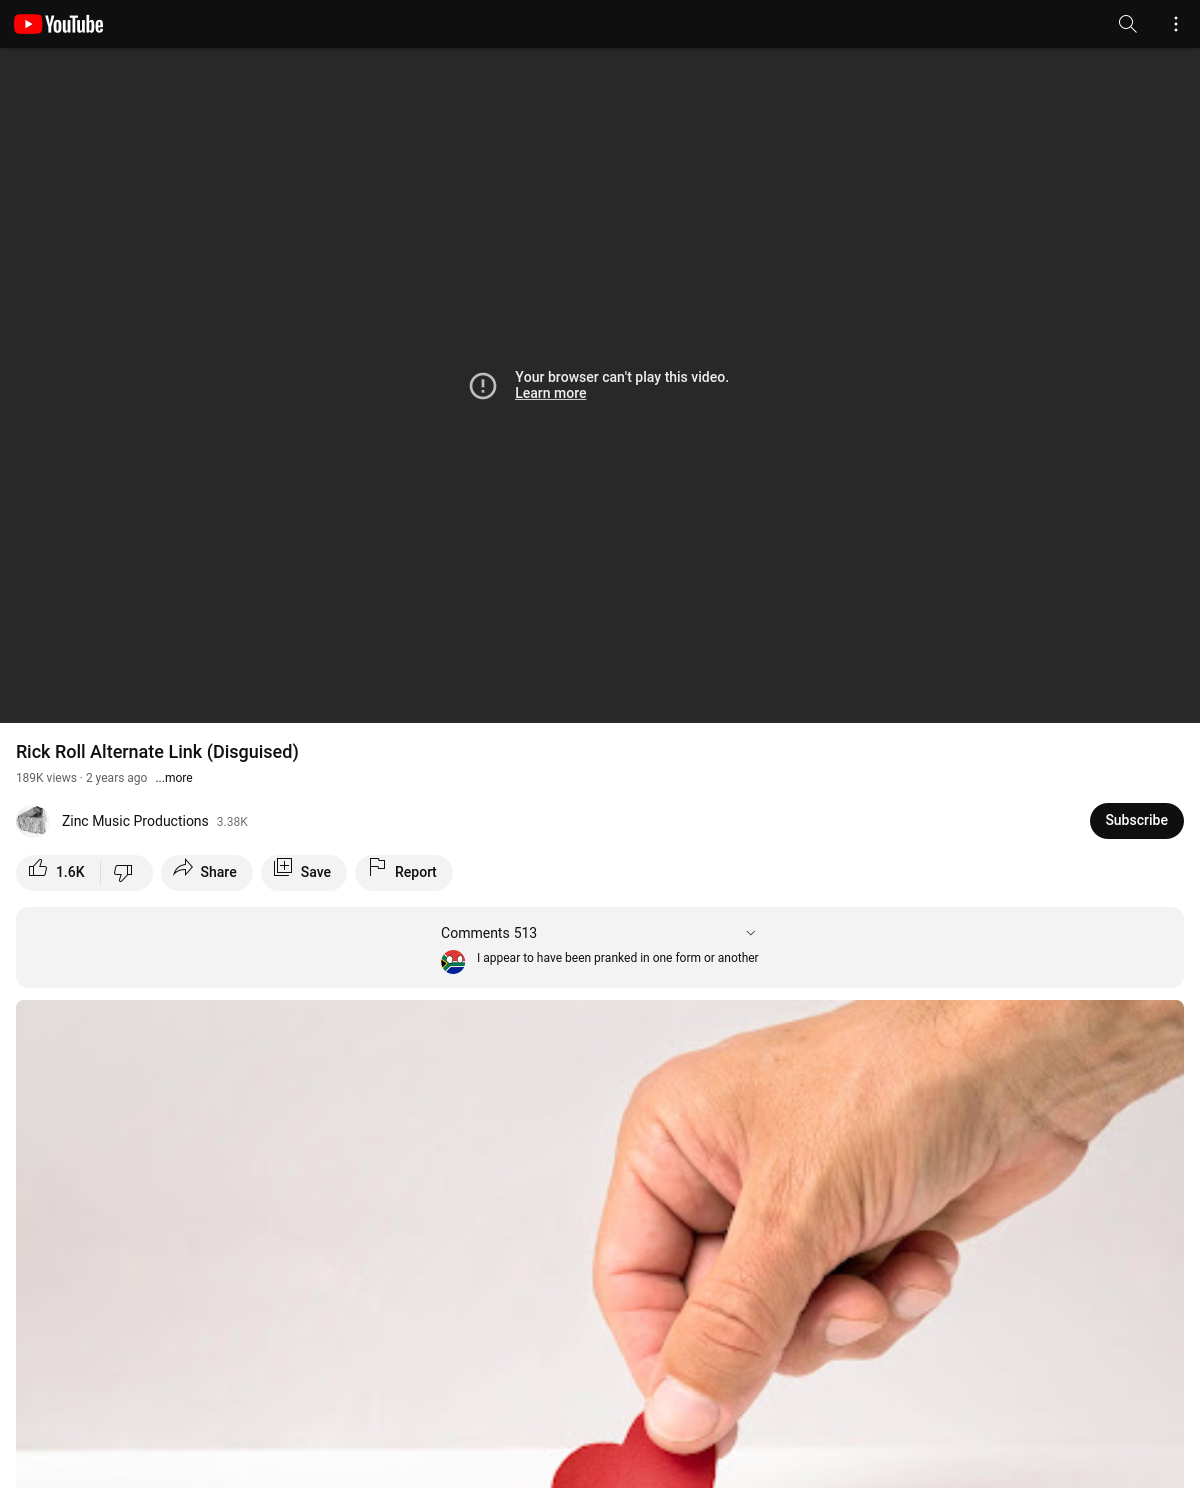 YouTube
Your browser can't play this video.
Learn more
Rick Roll Alternate Link (Disguised)
189K views · 2 years ago ...more
Zinc Music Productions 3.38K
Subscribe
1.6K
Share
Save
Report
Comments 513
I appear to have been pranked in one form or another